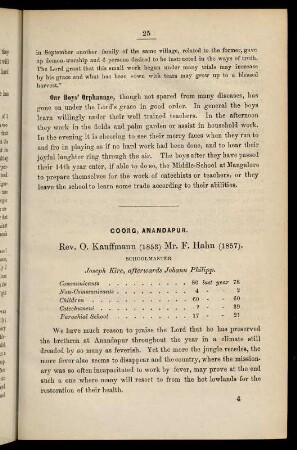 25
in September another family of the same village, related to the former, gave
up demon-worship and 6 persons desired to be instructed in the ways of truth.
The Lord grant that this small work begun under many trials may increase
by his grace and what has been sown with tears may grow up to a blessed
harvest."
Our Boys' Orphanage, though not spared from many diseases, has
gone on under the Lord's grace in good order. In general the boys
learn willingly under their well trained teachers. In the afternoon
they work in the fields and palm garden or assist in household work.
In the evening it is cheering to see their merry faces when they run to
and fro in playing as if no hard work had been done, and to hear their
joyful laughter ring through the air. The boys after they have passed
their 14th year enter, if able to do, the Middle-School at Mangalore
to prepare themselves for the work of catechists or teachers, or they
leave the school to learn some trade according to their abilities.
COORG, ANANDAPUR.
Rev. O. Kauffmann (1853) Mr. F. Hahn (1857).
SCHOOLMASTER
Joseph Kire, afterwards Johann Philipp.
Communicants . . . . . . 86 last year 78
Non-Communicants . . . . . . 4 - - 2
Children . . . . . . 60 - - 60
Catechumens . . . . . . 2 - - 39
Parochial School . . . . . . 17 - - 21
We have much reason to praise the Lord that he has preserved
the brethern at Anandapur throughout the year in a climate still
dreaded by so many as feverish. Yet the more the jungle recedes, the
more fever also seems to disappear and the country, where the mission-
ary was so often incapacitated to work by fever, may prove at the end
such a one where many will resort to from the hot lowlands for the
restoration of their health.
4